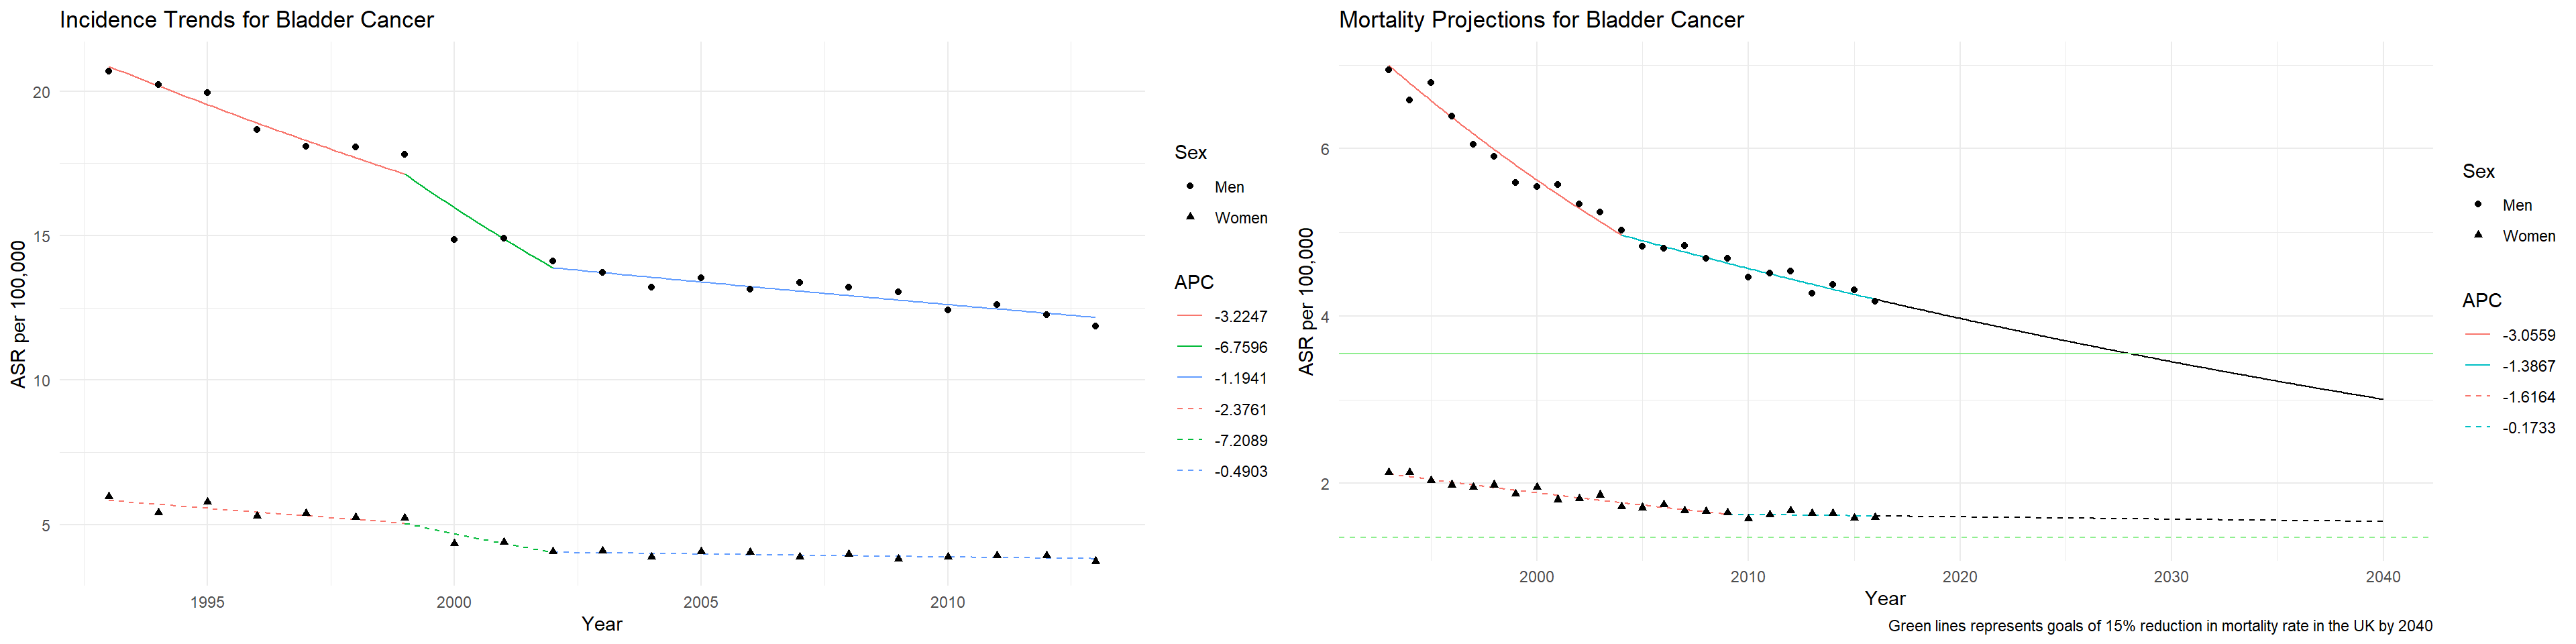 Incidence Trends for Bladder Cancer
ASR per 100,000
20
15
10
5
1995
2000
2005
2010
Year
Sex
Men
Women
APC
-3.2247
-6.7596
-1.1941
-2.3761
-7.2089
-0.4903
Mortality Projections for Bladder Cancer
ASR per 100,000
6
4
2
2000
2010
2020
2030
2040
Year
Sex
Men
Women
APC
-3.0559
-1.3867
-1.6164
-0.1733
Green lines represents goals of 15% reduction in mortality rate in the UK by 2040